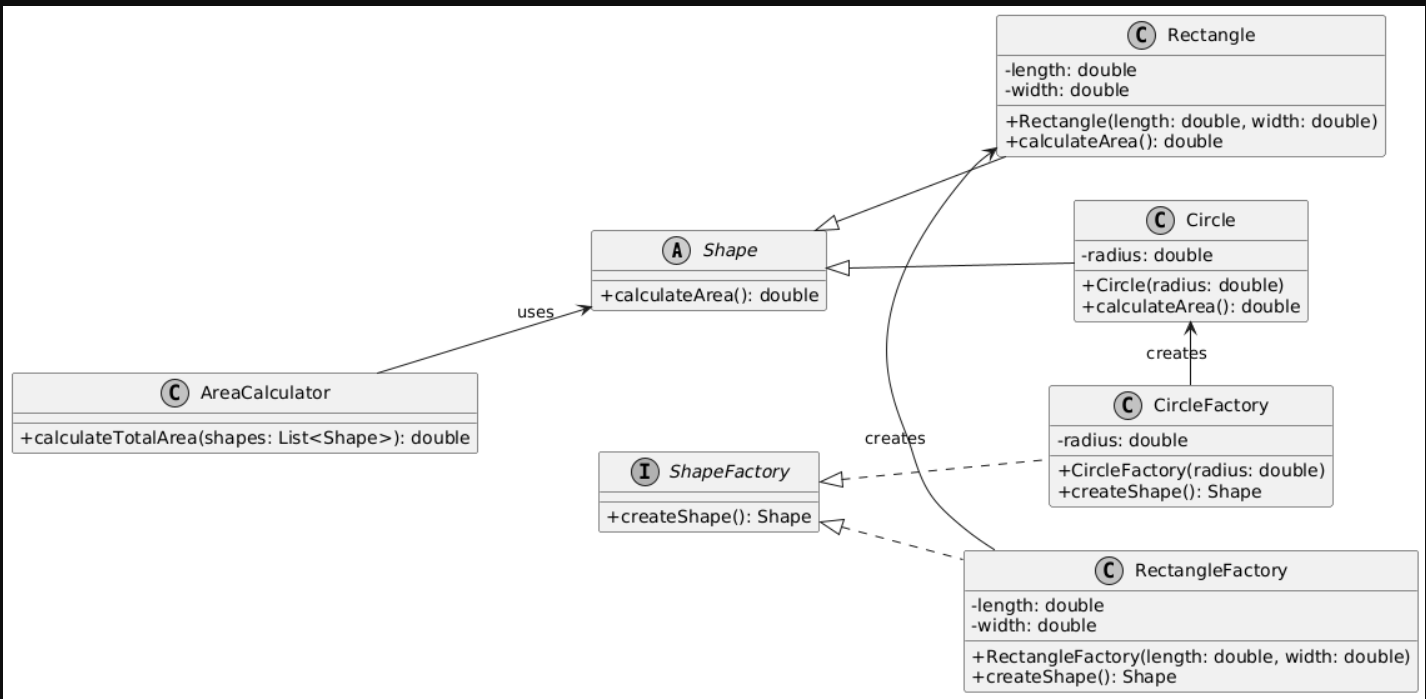 C Rectangle
-length: double
-width: double
+Rectangle(length: double, width: double)
+calculateArea(): double
C Circle
-radius: double
+Circle(radius: double)
+calculateArea(): double
A Shape
+calculateArea(): double
uses
creates
C AreaCalculator
+calculateTotalArea(shapes: List<Shape>): double
C CircleFactory
-radius: double
+CircleFactory(radius: double)
+createShape(): Shape
creates
I ShapeFactory
+createShape(): Shape
C RectangleFactory
-length: double
-width: double
+RectangleFactory(length: double, width: double)
+createShape(): Shape